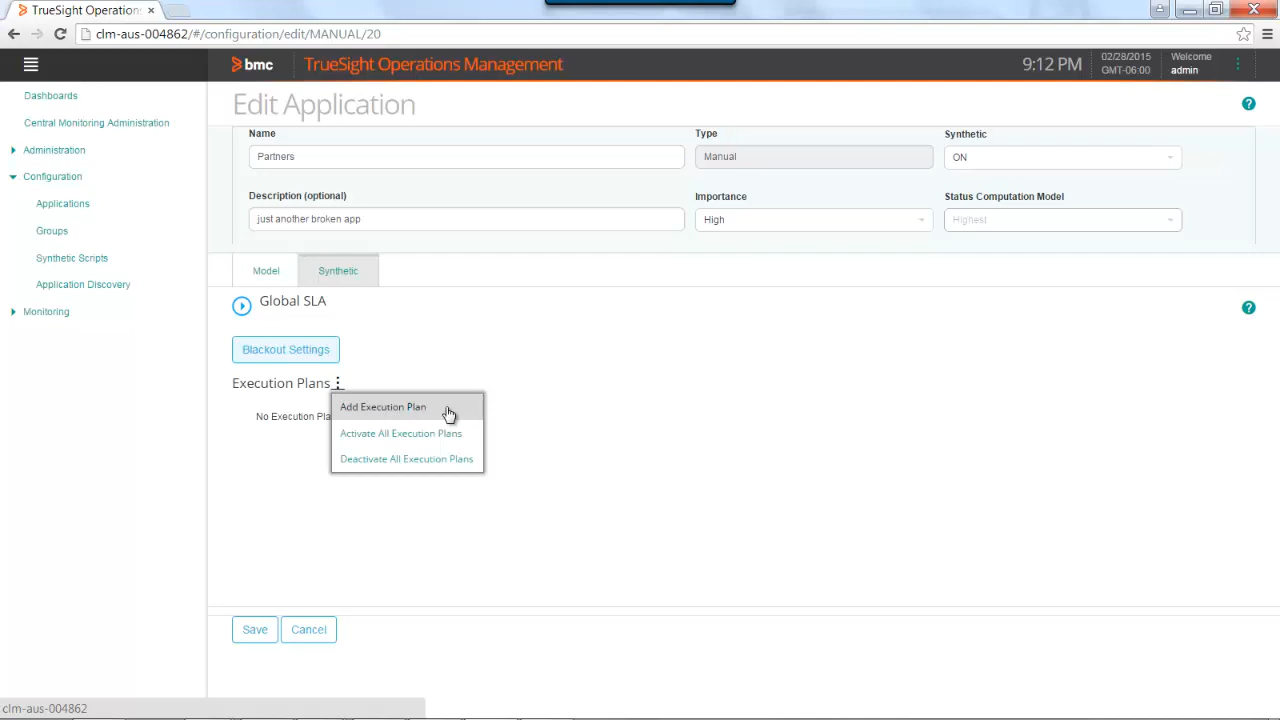 TrueSight Operation
clm-aus-004862/#/configuration/edit/MANUAL/20
bmc
TrueSight Operations Management
9:12 PM
02/28/2015
GMT-06:00
Welcome
admin
Dashboards
Central Monitoring Administration
Administration
Configuration
Applications
Groups
Synthetic Scripts
Application Discovery
Monitoring
Edit Application
Name
Type
Synthetic
Partners
Manual
ON
Description (optional)
Importance
Status Computation Model
just another broken app
High
Highest
Model
Synthetic
Global SLA
Blackout Settings
Execution Plans
No Execution Pla
Add Execution Plan
Activate All Execution Plans
Deactivate All Execution Plans
Save
Cancel
clm-aus-004862